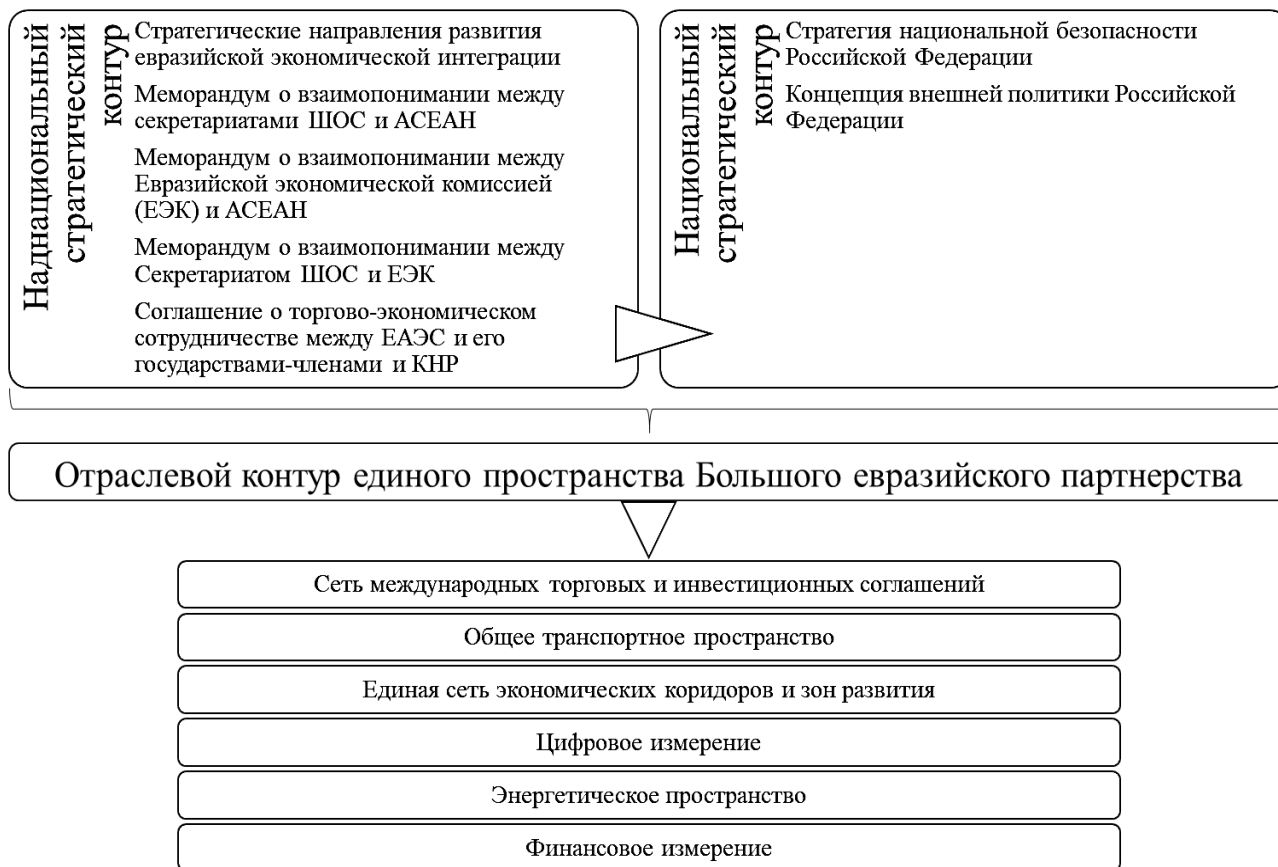 Наднациональный
стратегический
контур
Стратегические направления развития
евразийской экономической интеграции
Меморандум о взаимопонимании между
секретариатами ШОС и АСЕАН
Меморандум о взаимопонимании между
Евразийской экономической комиссией
(ЕЭК) и АСЕАН
Меморандум о взаимопонимании между
Секретариатом ШОС и ЕЭК
Соглашение о торгово-экономическом
сотрудничестве между ЕАЭС и его
государствами-членами и КНР
Национальный
стратегический
контур
Стратегия национальной безопасности
Российской Федерации
Концепция внешней политики Российской
Федерации
Отраслевой контур единого пространства Большого евразийского партнерства
Сеть международных торговых и инвестиционных соглашений
Общее транспортное пространство
Единая сеть экономических коридоров и зон развития
Цифровое измерение
Энергетическое пространство
Финансовое измерение